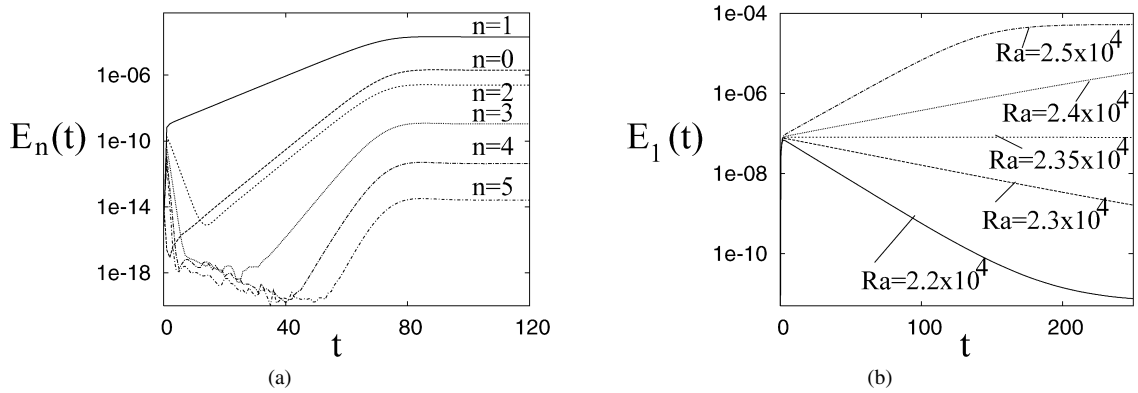 n=1
n=0
n=2
n=3
n=4
n=5
1e-06
1e-10
1e-14
1e-18
E_n(t)
0 40 80 120
t
(a)
1e-04
1e-06
1e-08
1e-10
E_1 (t)
Ra=2.5x10^4
Ra=2.4x10^4
Ra=2.35x10^4
Ra=2.3x10^4
Ra=2.2x10^4
0 100 200
t
(b)